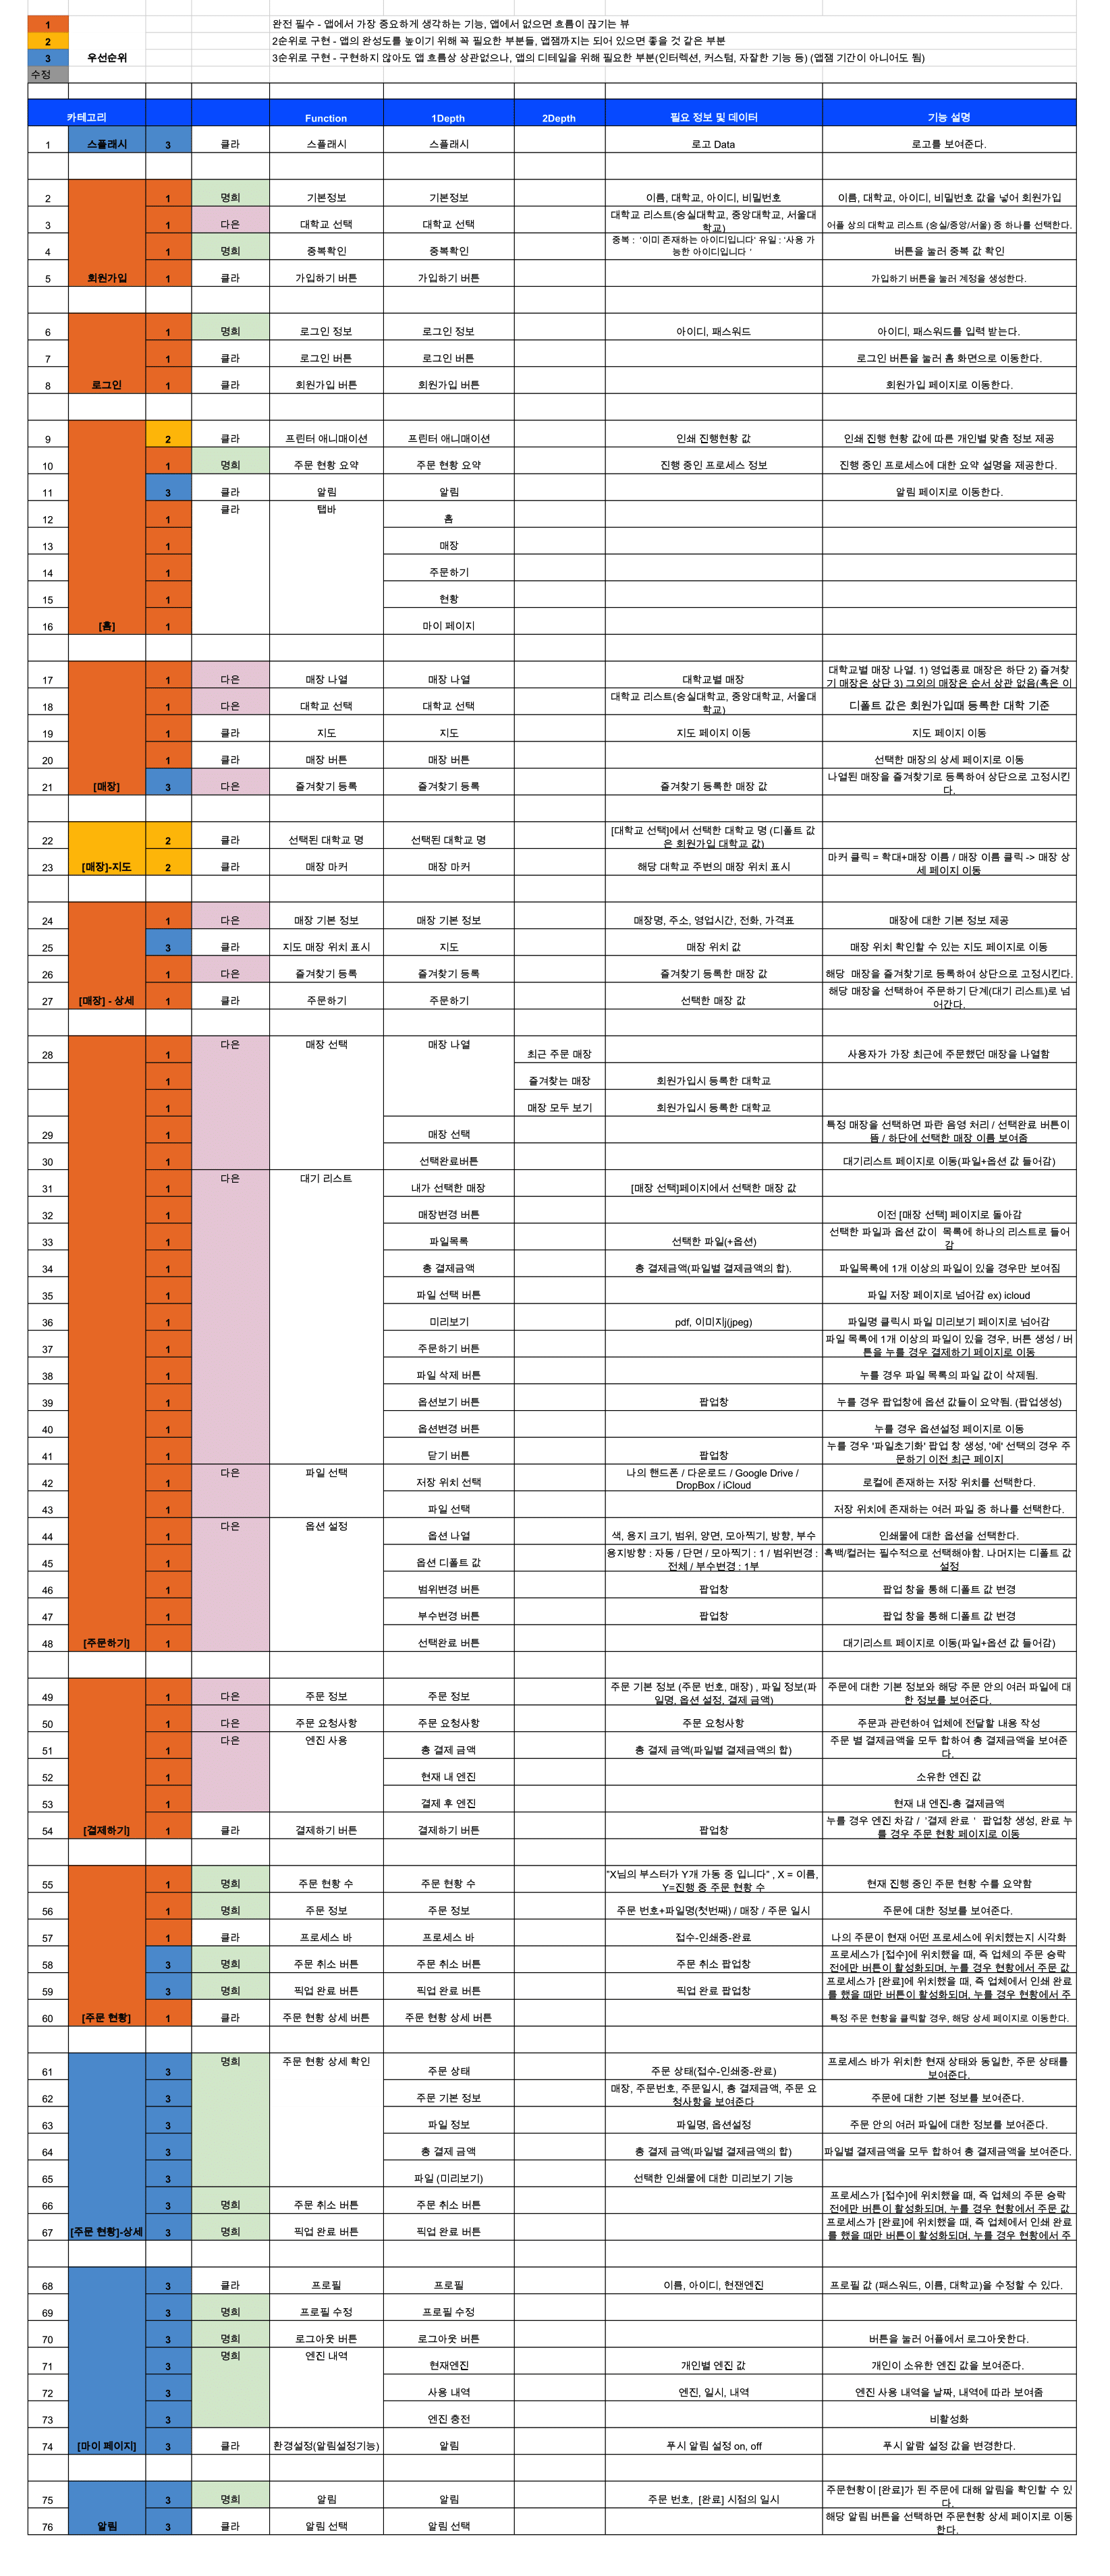 1 완전 필수 - 앱에서 가장 중요하게 생각하는 기능, 앱에서 없으면 흐름이 끊기는 뷰
2 2순위로 구현 - 앱의 완성도를 높이기 위해 꼭 필요한 부분들, 앱잼까지는 되어 있으면 좋을 것 같은 부분
3 우선순위 3순위로 구현 - 구현하지 않아도 앱 흐름상 상관없으나, 앱의 디테일을 위해 필요한 부분(인터렉션, 커스텀, 자잘한 기능 등) (앱잼 기간이 아니어도 됨)
수정
카테고리 Function 1Depth 2Depth 필요 정보 및 데이터 기능 설명
1 스플래시 3 클라 스플래시 스플래시 로고 Data 로고를 보여준다.
2 1 명희 기본정보 기본정보 이름, 대학교, 아이디, 비밀번호 이름, 대학교, 아이디, 비밀번호 값을 넣어 회원가입
3 1 다은 대학교 선택 대학교 선택 대학교 리스트(숭실대학교, 중앙대학교, 서울대학교) 어플 상의 대학교 리스트 (숭실/중앙/서울) 중 하나를 선택한다.
4 1 명희 중복확인 중복확인 중복 : '이미 존재하는 아이디입니다' 유일 : '사용 가능한 아이디입니다 ' 버튼을 눌러 중복 값 확인
5 회원가입 1 클라 가입하기 버튼 가입하기 버튼 가입하기 버튼을 눌러 계정을 생성한다.
6 1 명희 로그인 정보 로그인 정보 아이디, 패스워드 아이디, 패스워드를 입력 받는다.
7 1 클라 로그인 버튼 로그인 버튼 로그인 버튼을 눌러 홈 화면으로 이동한다.
8 로그인 1 클라 회원가입 버튼 회원가입 버튼 회원가입 페이지로 이동한다.
9 2 클라 프린터 애니매이션 프린터 애니매이션 인쇄 진행현황 값 인쇄 진행 현황 값에 따른 개인별 맞춤 정보 제공
10 1 명희 주문 현황 요약 주문 현황 요약 진행 중인 프로세스 정보 진행 중인 프로세스에 대한 요약 설명을 제공한다.
11 3 클라 알림 알림 알림 페이지로 이동한다.
12 1 클라 탭바 홈
13 1 매장
14 1 주문하기
15 1 현황
16 [홈] 1 마이 페이지
17 1 다은 매장 나열 매장 나열 대학교별 매장 대학교별 매장 나열. 1) 영업종료 매장은 하단 2) 즐겨찾기 매장은 상단 3) 그외의 매장은 순서 상관 없음(혹은 이
18 1 다은 대학교 선택 대학교 선택 대학교 리스트(숭실대학교, 중앙대학교, 서울대학교) 디폴트 값은 회원가입때 등록한 대학 기준
19 1 클라 지도 지도 지도 페이지 이동 지도 페이지 이동
20 1 클라 매장 버튼 매장 버튼 선택한 매장의 상세 페이지로 이동
21 [매장] 3 다은 즐겨찾기 등록 즐겨찾기 등록 즐겨찾기 등록한 매장 값 나열된 매장을 즐겨찾기로 등록하여 상단으로 고정시킨다.
22 2 클라 선택된 대학교 명 선택된 대학교 명 [대학교 선택]에서 선택한 대학교 명 (디폴트 값은 회원가입 대학교 값)
23 [매장]-지도 2 클라 매장 마커 매장 마커 해당 대학교 주변의 매장 위치 표시 마커 클릭 = 확대+매장 이름 / 매장 이름 클릭 -> 매장 상세 페이지 이동
24 1 다은 매장 기본 정보 매장 기본 정보 매장명, 주소, 영업시간, 전화, 가격표 매장에 대한 기본 정보 제공
25 3 클라 지도 매장 위치 표시 지도 매장 위치 값 매장 위치 확인할 수 있는 지도 페이지로 이동
26 1 다은 즐겨찾기 등록 즐겨찾기 등록 즐겨찾기 등록한 매장 값 해당 매장을 즐겨찾기로 등록하여 상단으로 고정시킨다.
27 [매장] - 상세 1 클라 주문하기 주문하기 선택한 매장 값 해당 매장을 선택하여 주문하기 단계(대기 리스트)로 넘어간다.
28 1 다은 매장 선택 매장 나열 최근 주문 매장 사용자가 가장 최근에 주문했던 매장을 나열함
1 즐겨찾는 매장 회원가입시 등록한 대학교
1 매장 모두 보기 회원가입시 등록한 대학교
29 1 매장 선택 특정 매장을 선택하면 파란 음영 처리 / 선택완료 버튼이 뜸 / 하단에 선택한 매장 이름 보여줌
30 1 선택완료버튼 대기리스트 페이지로 이동(파일+옵션 값 들어감)
31 1 다은 대기 리스트 내가 선택한 매장 [매장 선택]페이지에서 선택한 매장 값
32 1 매장변경 버튼 이전 [매장 선택] 페이지로 돌아감
33 1 파일목록 선택한 파일(+옵션) 선택한 파일과 옵션 값이 목록에 하나의 리스트로 들어감
34 1 총 결제금액 총 결제금액(파일별 결제금액의 합). 파일목록에 1개 이상의 파일이 있을 경우만 보여짐
35 1 파일 선택 버튼 파일 저장 페이지로 넘어감 ex) icloud
36 1 미리보기 pdf, 이미지j(jpeg) 파일명 클릭시 파일 미리보기 페이지로 넘어감
37 1 주문하기 버튼 파일 목록에 1개 이상의 파일이 있을 경우, 버튼 생성 / 버튼을 누를 경우 결제하기 페이지로 이동
38 1 파일 삭제 버튼 누를 경우 파일 목록의 파일 값이 삭제됨.
39 1 옵션보기 버튼 팝업창 누를 경우 팝업창에 옵션 값들이 요약됨. (팝업생성)
40 1 옵션변경 버튼 누를 경우 옵션설정 페이지로 이동
41 1 닫기 버튼 팝업창 누를 경우 '파일초기화' 팝업 창 생성, '예' 선택의 경우 주문하기 이전 최근 페이지
42 1 다은 파일 선택 저장 위치 선택 나의 핸드폰 / 다운로드 / Google Drive / DropBox / iCloud 로컬에 존재하는 저장 위치를 선택한다.
43 1 파일 선택 저장 위치에 존재하는 여러 파일 중 하나를 선택한다.
44 1 다은 옵션 설정 옵션 나열 색, 용지 크기, 범위, 양면, 모아찍기, 방향, 부수 인쇄물에 대한 옵션을 선택한다.
45 1 옵션 디폴트 값 용지방향 : 자동 / 단면 / 모아찍기 : 1 / 범위변경 : 전체 / 부수변경 : 1부 흑백/컬러는 필수적으로 선택해야함. 나머지는 디폴트 값 설정
46 1 범위변경 버튼 팝업창 팝업 창을 통해 디폴트 값 변경
47 1 부수변경 버튼 팝업창 팝업 창을 통해 디폴트 값 변경
48 [주문하기] 1 선택완료 버튼 대기리스트 페이지로 이동(파일+옵션 값 들어감)
49 1 다은 주문 정보 주문 정보 주문 기본 정보 (주문 번호, 매장) , 파일 정보(파일명, 옵션 설정, 결제 금액) 주문에 대한 기본 정보와 해당 주문 안의 여러 파일에 대한 정보를 보여준다.
50 1 다은 주문 요청사항 주문 요청사항 주문 요청사항 주문과 관련하여 업체에 전달할 내용 작성
51 1 다은 엔진 사용 총 결제 금액 총 결제 금액(파일별 결제금액의 합) 주문 별 결제금액을 모두 합하여 총 결제금액을 보여준다.
52 1 현재 내 엔진 소유한 엔진 값
53 1 결제 후 엔진 현재 내 엔진-총 결제금액
54 [결제하기] 1 클라 결제하기 버튼 결제하기 버튼 팝업창 누를 경우 엔진 차감 / '결제 완료 ' 팝업창 생성, 완료 누를 경우 주문 현황 페이지로 이동
55 1 명희 주문 현황 수 주문 현황 수 "X님의 부스터가 Y개 가동 중 입니다" , X = 이름, Y=진행 중 주문 현황 수 현재 진행 중인 주문 현황 수를 요약함
56 1 명희 주문 정보 주문 정보 주문 번호+파일명(첫번째) / 매장 / 주문 일시 주문에 대한 정보를 보여준다.
57 1 클라 프로세스 바 프로세스 바 접수-인쇄중-완료 나의 주문이 현재 어떤 프로세스에 위치했는지 시각화
58 3 명희 주문 취소 버튼 주문 취소 버튼 주문 취소 팝업창 프로세스가 [접수]에 위치했을 때, 즉 업체의 주문 승락 전에만 버튼이 활성화되며, 누를 경우 현황에서 주문 값
59 3 명희 픽업 완료 버튼 픽업 완료 버튼 픽업 완료 팝업창 프로세스가 [완료]에 위치했을 때, 즉 업체에서 인쇄 완료를 했을 때만 버튼이 활성화되며, 누를 경우 현황에서 주
60 [주문 현황] 1 클라 주문 현황 상세 버튼 주문 현황 상세 버튼 특정 주문 현황을 클릭할 경우, 해당 상세 페이지로 이동한다.
61 3 명희 주문 현황 상세 확인 주문 상태 주문 상태(접수-인쇄중-완료) 프로세스 바가 위치한 현재 상태와 동일한, 주문 상태를 보여준다.
62 3 주문 기본 정보 매장, 주문번호, 주문일시, 총 결제금액, 주문 요청사항을 보여준다 주문에 대한 기본 정보를 보여준다.
63 3 파일 정보 파일명, 옵션설정 주문 안의 여러 파일에 대한 정보를 보여준다.
64 3 총 결제 금액 총 결제 금액(파일별 결제금액의 합) 파일별 결제금액을 모두 합하여 총 결제금액을 보여준다.
65 3 파일 (미리보기) 선택한 인쇄물에 대한 미리보기 기능
66 3 명희 주문 취소 버튼 주문 취소 버튼 프로세스가 [접수]에 위치했을 때, 즉 업체의 주문 승락 전에만 버튼이 활성화되며, 누를 경우 현황에서 주문 값
67 [주문 현황]-상세 3 명희 픽업 완료 버튼 픽업 완료 버튼 프로세스가 [완료]에 위치했을 때, 즉 업체에서 인쇄 완료를 했을 때만 버튼이 활성화되며, 누를 경우 현황에서 주
68 3 클라 프로필 프로필 이름, 아이디, 현잰엔진 프로필 값 (패스워드, 이름, 대학교)을 수정할 수 있다.
69 3 명희 프로필 수정 프로필 수정
70 3 명희 로그아웃 버튼 로그아웃 버튼 버튼을 눌러 어플에서 로그아웃한다.
71 3 명희 엔진 내역 현재엔진 개인별 엔진 값 개인이 소유한 엔진 값을 보여준다.
72 3 사용 내역 엔진, 일시, 내역 엔진 사용 내역을 날짜, 내역에 따라 보여줌
73 3 엔진 충전 비활성화
74 [마이 페이지] 3 클라 환경설정(알림설정기능) 알림 푸시 알림 설정 on, off 푸시 알람 설정 값을 변경한다.
75 3 명희 알림 알림 주문 번호, [완료] 시점의 일시 주문현황이 [완료]가 된 주문에 대해 알림을 확인할 수 있다.
76 알림 3 클라 알림 선택 알림 선택 해당 알림 버튼을 선택하면 주문현황 상세 페이지로 이동한다.